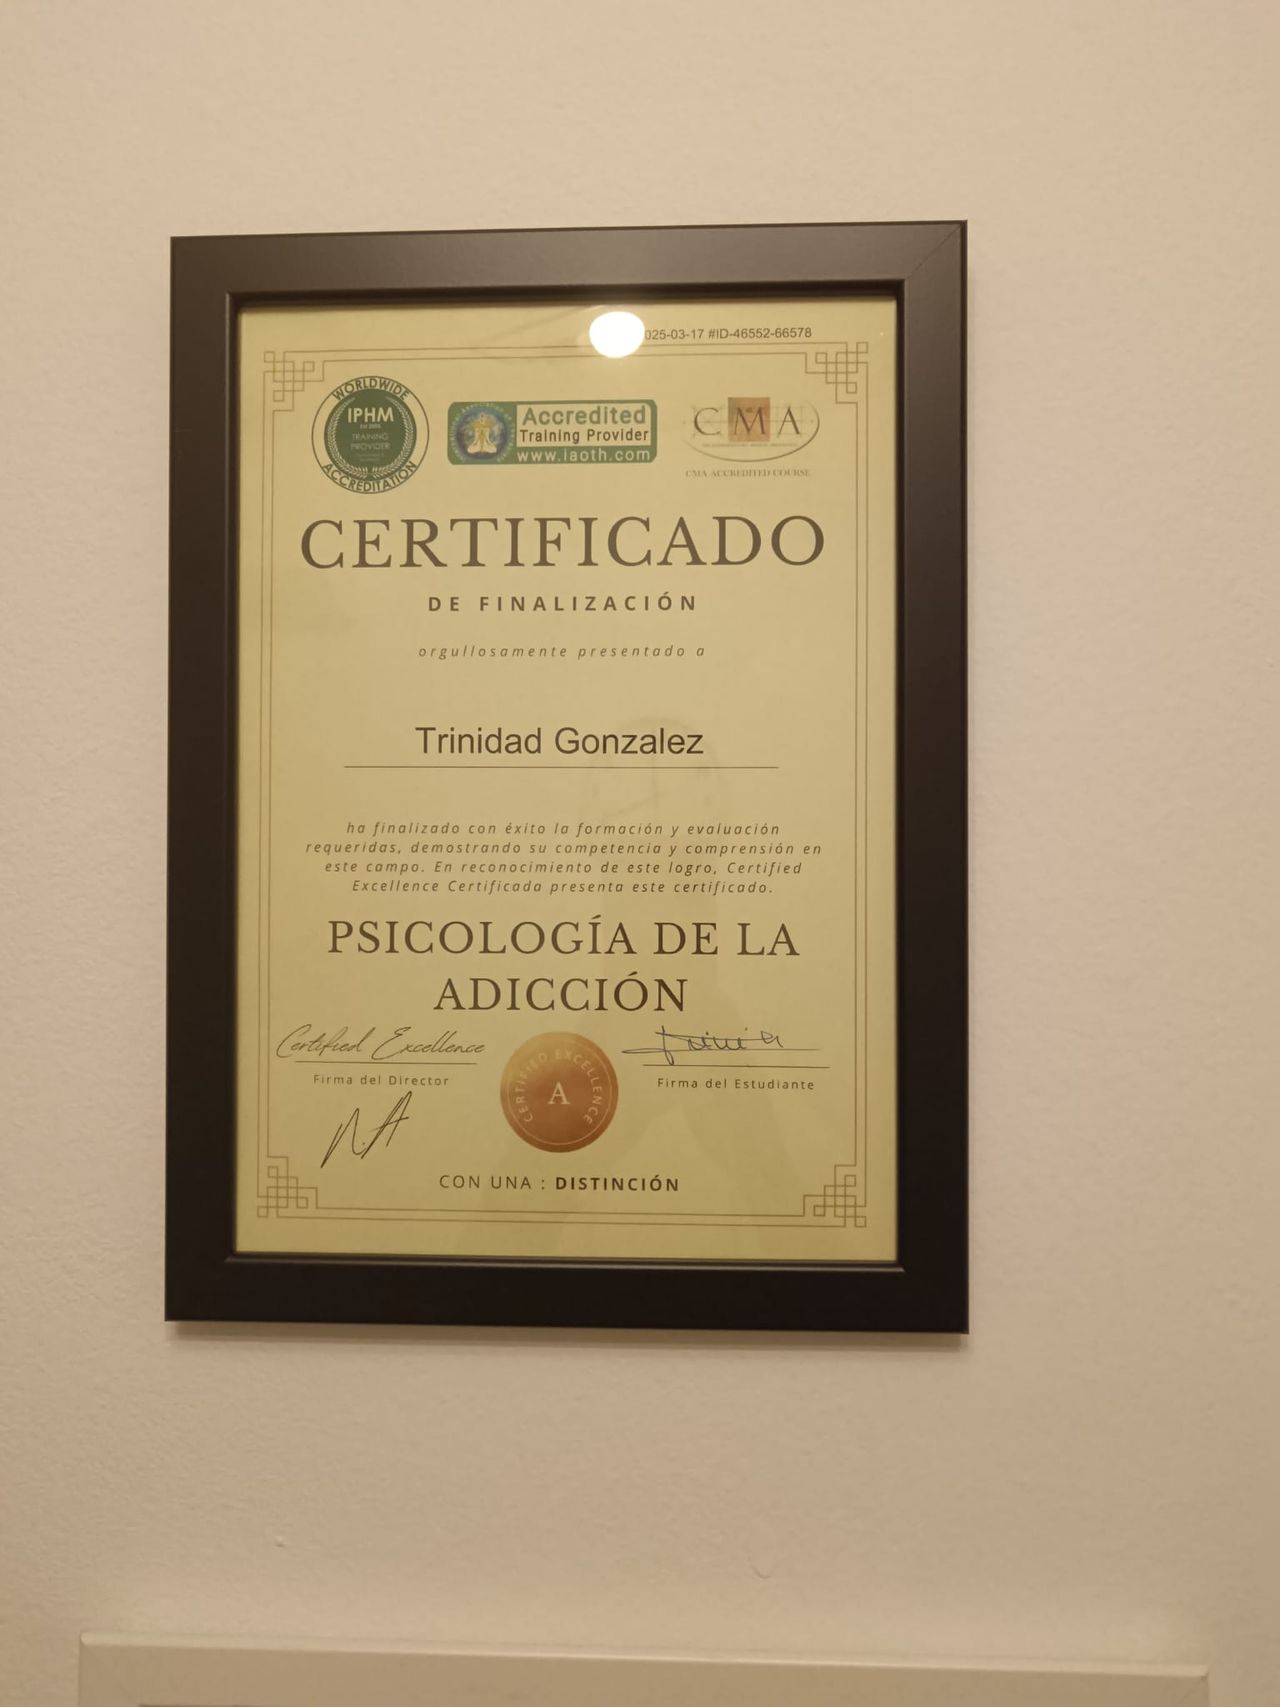 025-03-17 #ID-46552-66578
WORLDWIDE
IPHM
TRAINING
PROVIDER
ACCREDITATION
Accredited
Training Provider
www.iaoth.com
CMA
CMA ACCREDITED COURSE
CERTIFICADO
DE FINALIZACIÓN
orgullosamente presentado a
Trinidad Gonzalez
ha finalizado con éxito la formación y evaluación
requeridas, demostrando su competencia y comprensión en
este campo. En reconocimiento de este logro, Certified
Excellence Certificada presenta este certificado.
PSICOLOGÍA DE LA
ADICCIÓN
Certified Excellence
Firma del Director
N.A
CERTIFIED EXCELLENCE
A
Firma del Estudiante
CON UNA : DISTINCIÓN